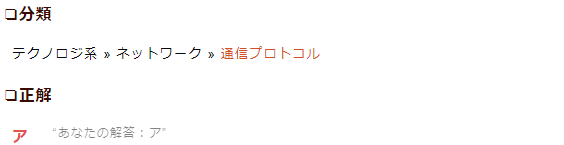 ❏分類
テクノロジ系 » ネットワーク » 通信プロトコル
❏正解
ア “あなたの解答：ア”